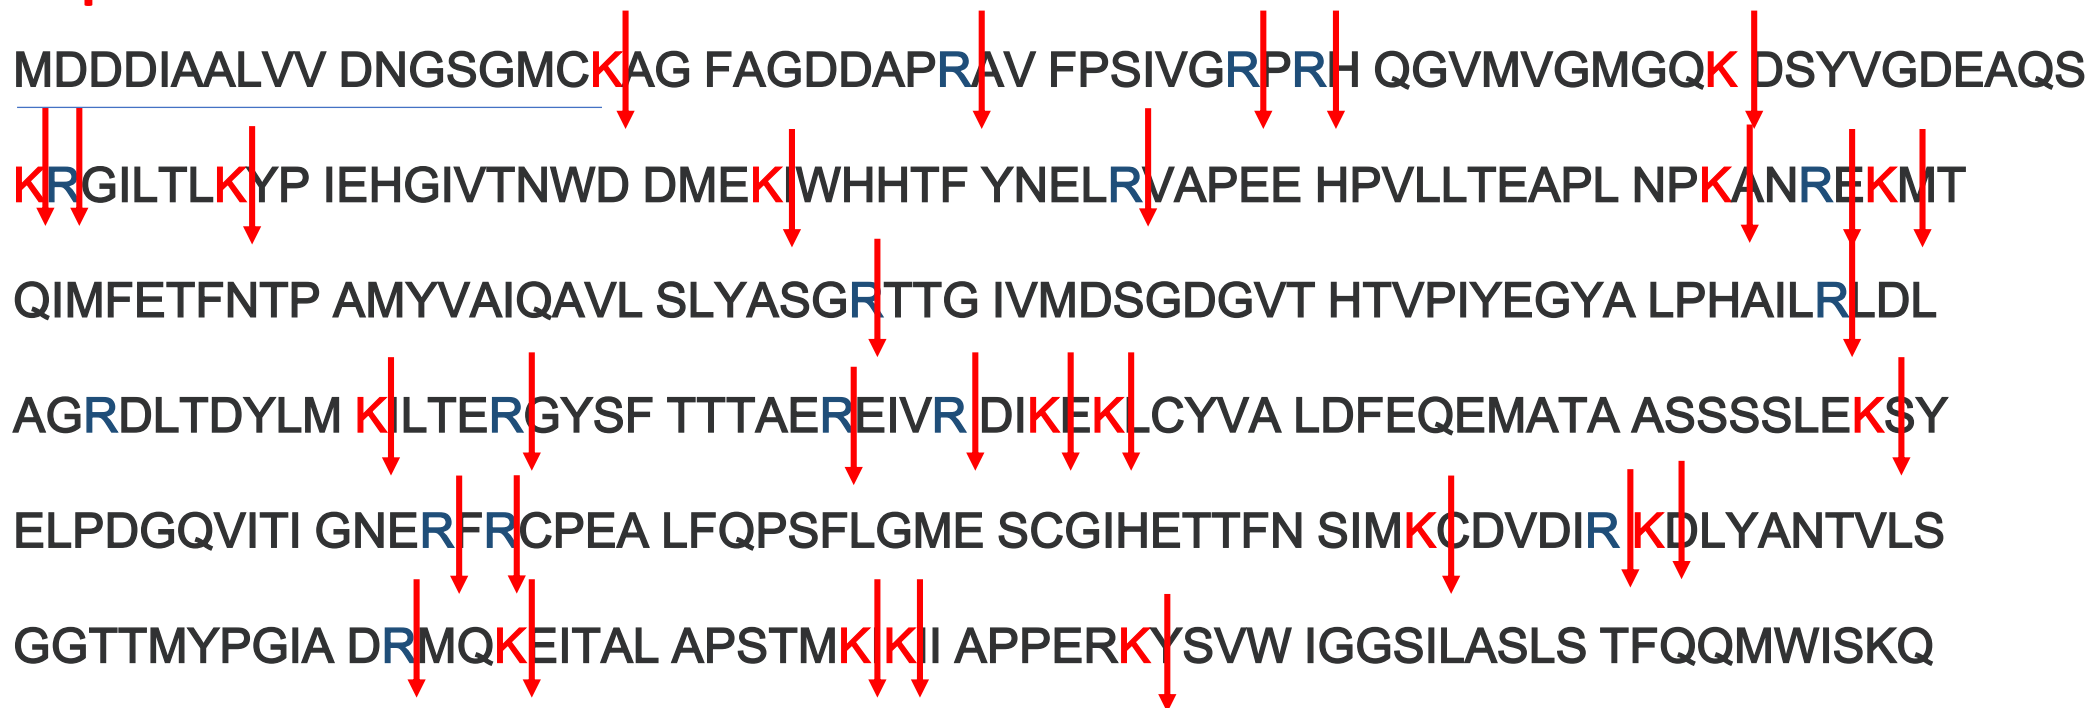 MDDDIAALVV DNGSGMCKAG FAGDDAPRAV FPSIVGRPRH QGVMVGMGQK DSYVGDEAQS
KRGILTLKYP IEHGIVTNWD DMEKIWHHTF YNELRVAPEE HPVLLTEAPL NPKANREKMT
QIMFETFNTP AMYVAIQAVL SLYASGRTTG IVMDSGDGVT HTVPIYEGYA LPHAILRLDL
AGRDLTDYLM KILTERGYSF TTTAEREIVR DIKEKLCYVA LDFEQEMATA ASSSSLEKSY
ELPDGQVITI GNERFRCPEA LFQPSFLGME SCGIHETTFN SIMKCDVDIR KDLYANTVLS
GGTTMYPGIA DRMQKEITAL APSTMKIKII APPERKYSVW IGGSILASLS TFQQMWISKQ